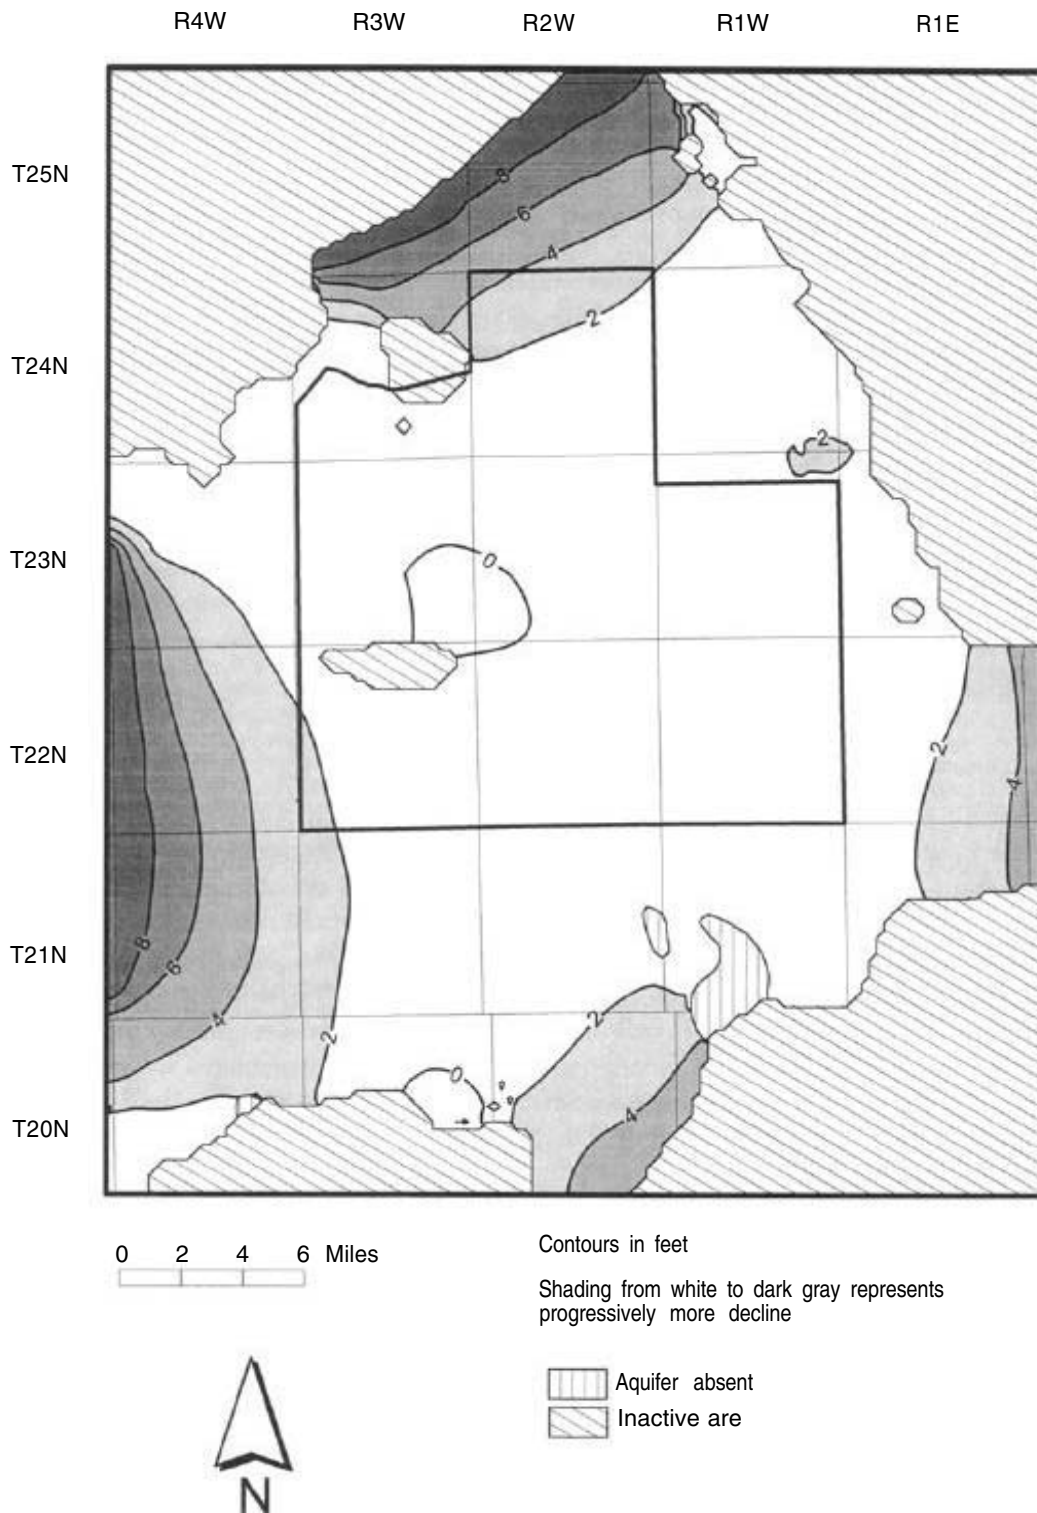 R4W R3W R2W R1W R1E
T25N
8
6
4
2
T24N
2
T23N
0
T22N
2
4
T21N
8
6
4
2
2
0
4
T20N
0 2 4 6 Miles
Contours in feet
Shading from white to dark gray represents
progressively more decline
Aquifer absent
Inactive are
N